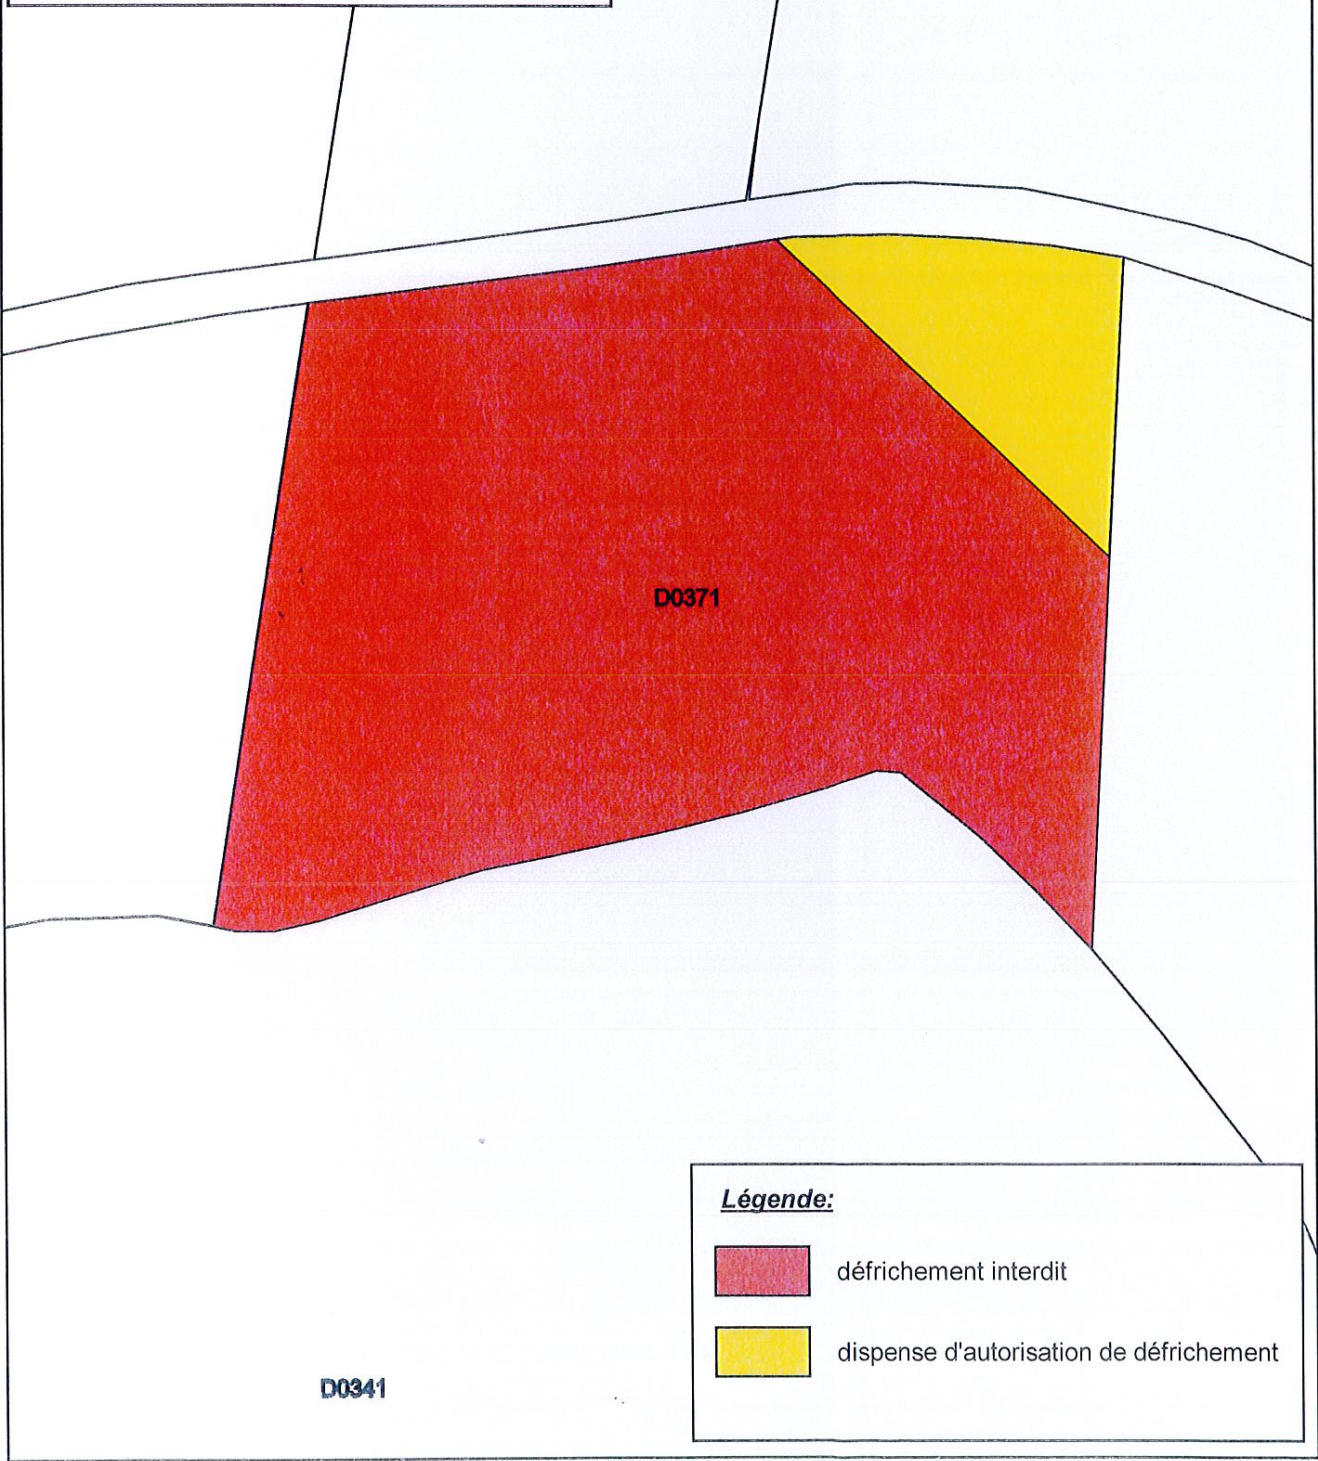 D0371
Légende:
défrichement interdit
dispense d'autorisation de défrichement
D0341